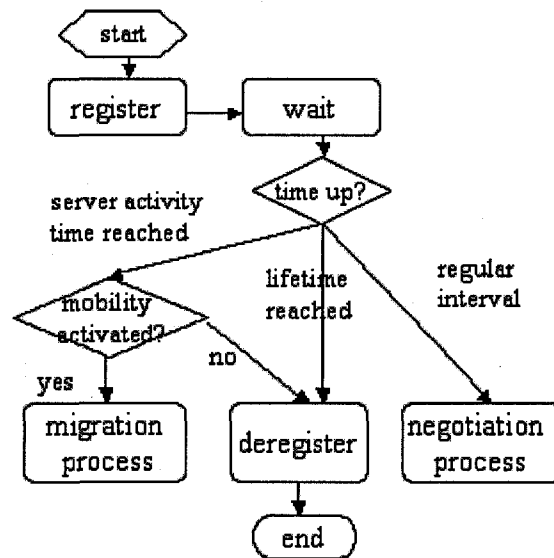 start
register
wait
time up?
server activity
time reached
lifetime
reached
regular
interval
mobility
activated?
yes
no
migration
process
deregister
negotiation
process
end